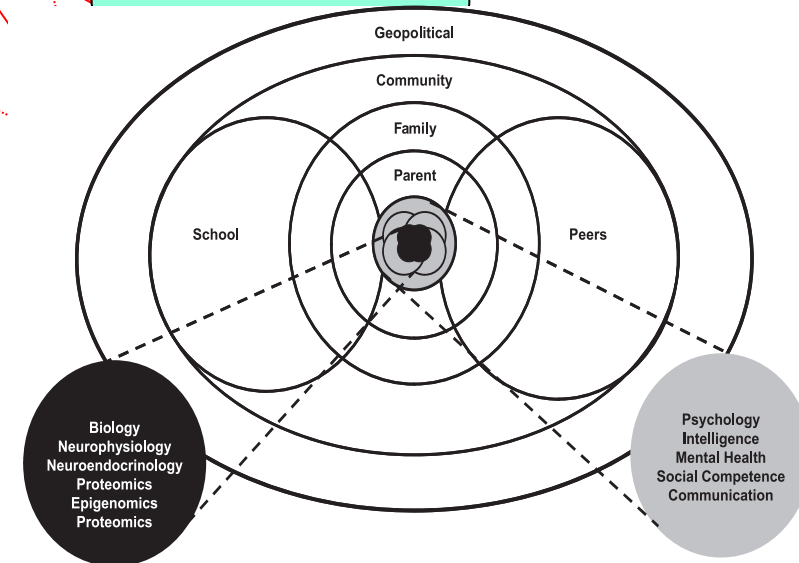 Geopolitical
Community
Family
Parent
School
Peers
Biology
Neurophysiology
Neuroendocrinology
Proteomics
Epigenomics
Proteomics
Psychology
Intelligence
Mental Health
Social Competence
Communication